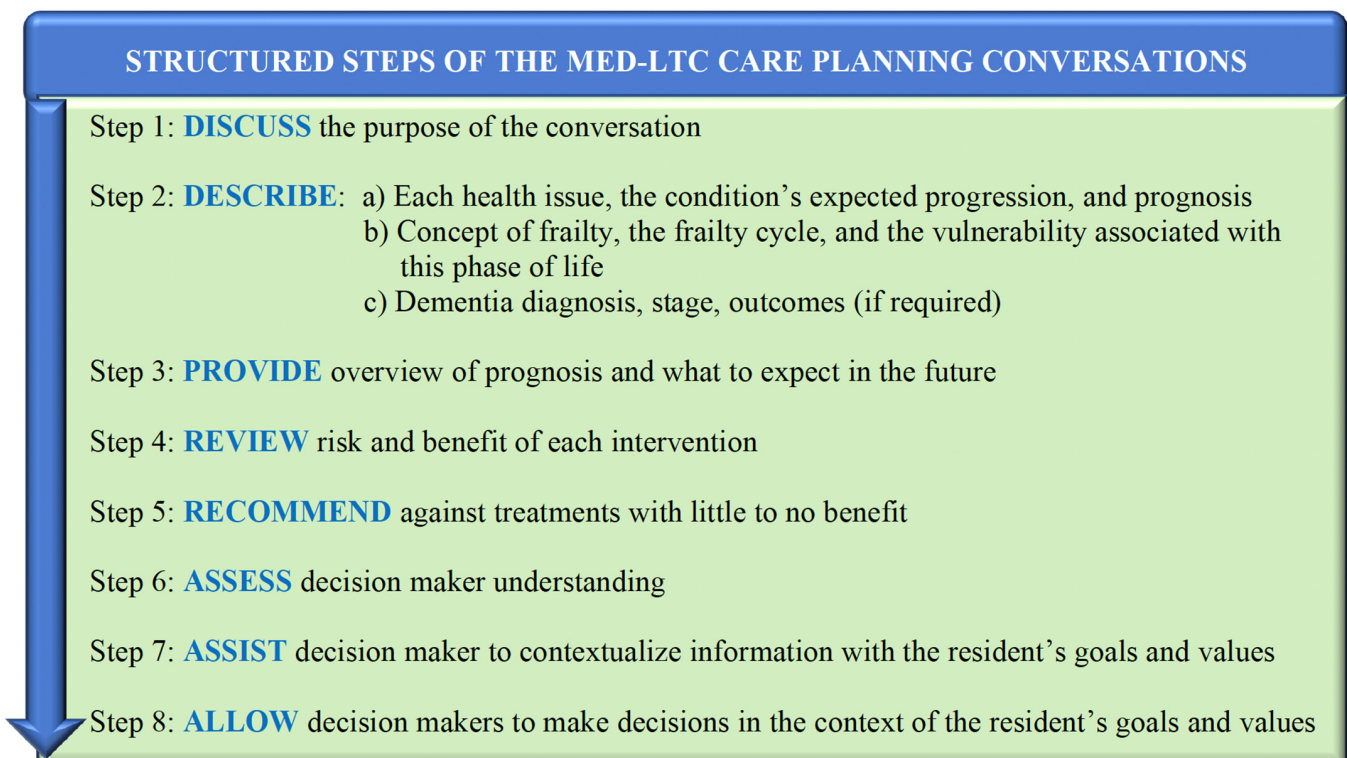 STRUCTURED STEPS OF THE MED-LTC CARE PLANNING CONVERSATIONS
Step 1: DISCUSS the purpose of the conversation
Step 2: DESCRIBE: a) Each health issue, the condition’s expected progression, and prognosis
b) Concept of frailty, the frailty cycle, and the vulnerability associated with
this phase of life
c) Dementia diagnosis, stage, outcomes (if required)
Step 3: PROVIDE overview of prognosis and what to expect in the future
Step 4: REVIEW risk and benefit of each intervention
Step 5: RECOMMEND against treatments with little to no benefit
Step 6: ASSESS decision maker understanding
Step 7: ASSIST decision maker to contextualize information with the resident’s goals and values
Step 8: ALLOW decision makers to make decisions in the context of the resident’s goals and values